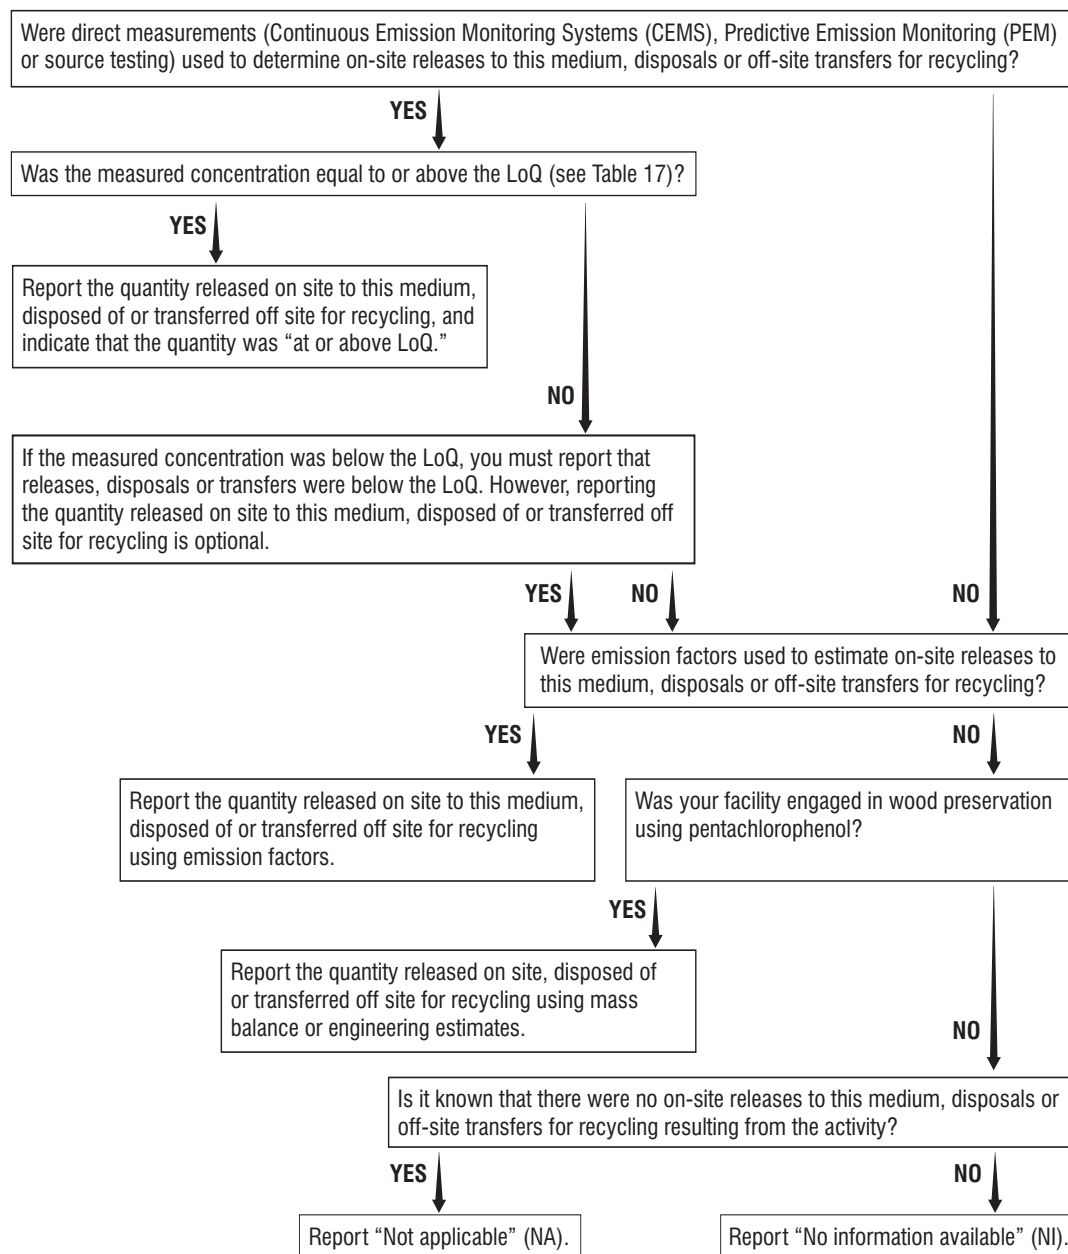 Were direct measurements (Continuous Emission Monitoring Systems (CEMS), Predictive Emission Monitoring (PEM)
or source testing) used to determine on-site releases to this medium, disposals or off-site transfers for recycling?
YES
Was the measured concentration equal to or above the LoQ (see Table 17)?
YES
Report the quantity released on site to this medium,
disposed of or transferred off site for recycling, and
indicate that the quantity was “at or above LoQ.”
NO
If the measured concentration was below the LoQ, you must report that
releases, disposals or transfers were below the LoQ. However, reporting
the quantity released on site to this medium, disposed of or transferred off
site for recycling is optional.
YES
NO
NO
Were emission factors used to estimate on-site releases to
this medium, disposals or off-site transfers for recycling?
YES
NO
Report the quantity released on site to this medium,
disposed of or transferred off site for recycling
using emission factors.
Was your facility engaged in wood preservation
using pentachlorophenol?
YES
Report the quantity released on site, disposed of
or transferred off site for recycling using mass
balance or engineering estimates.
NO
Is it known that there were no on-site releases to this medium, disposals or
off-site transfers for recycling resulting from the activity?
YES
NO
Report “Not applicable” (NA).
Report “No information available” (NI).